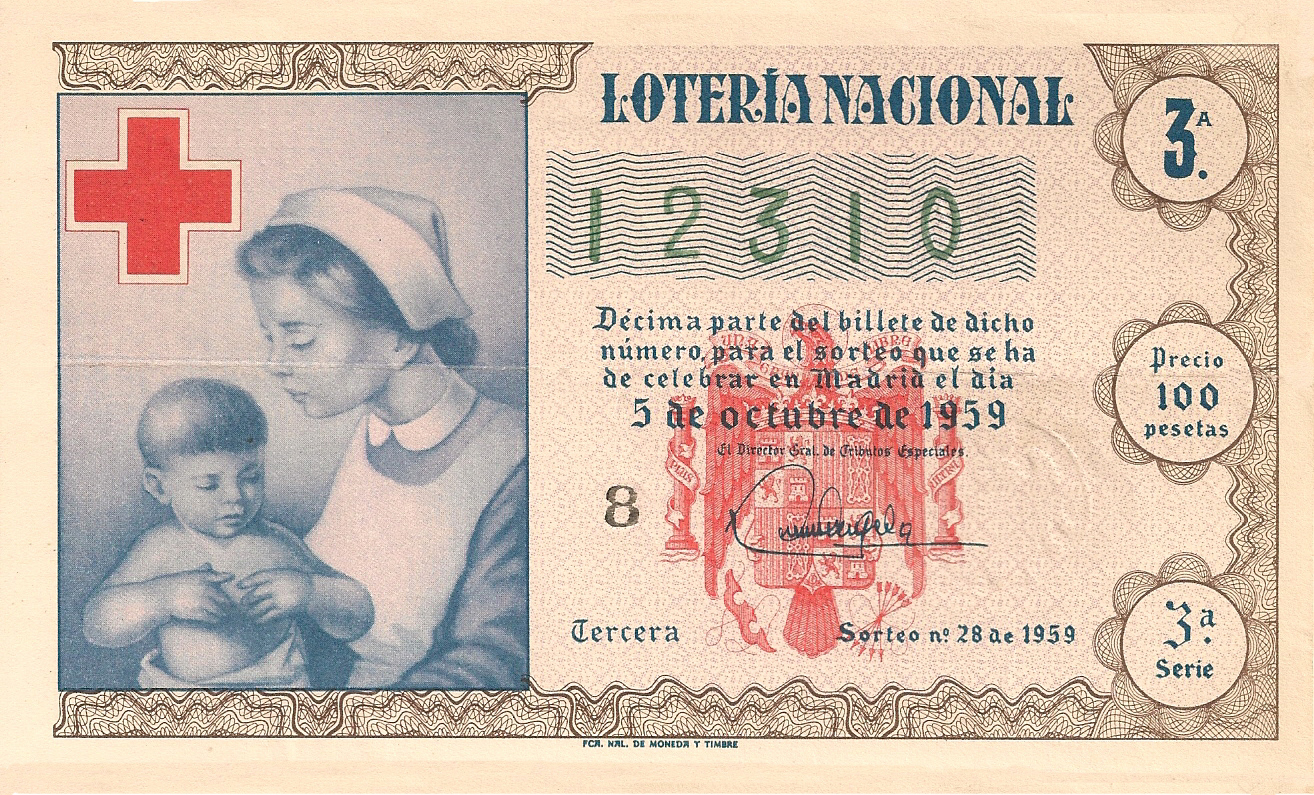 LOTERÍA NACIONAL
3.ª
12310
Décima parte del billete de dicho
número, para el sorteo que se ha
de celebrar en Madrid el día
5 de octubre de 1959
El Director Gral. de Tributos Especiales,
Precio
100
pesetas
8
PLUS
ULTRA
Tercera
Sorteo nº 28 de 1959
3ª.
Serie
FCA. NAL. DE MONEDA Y TIMBRE